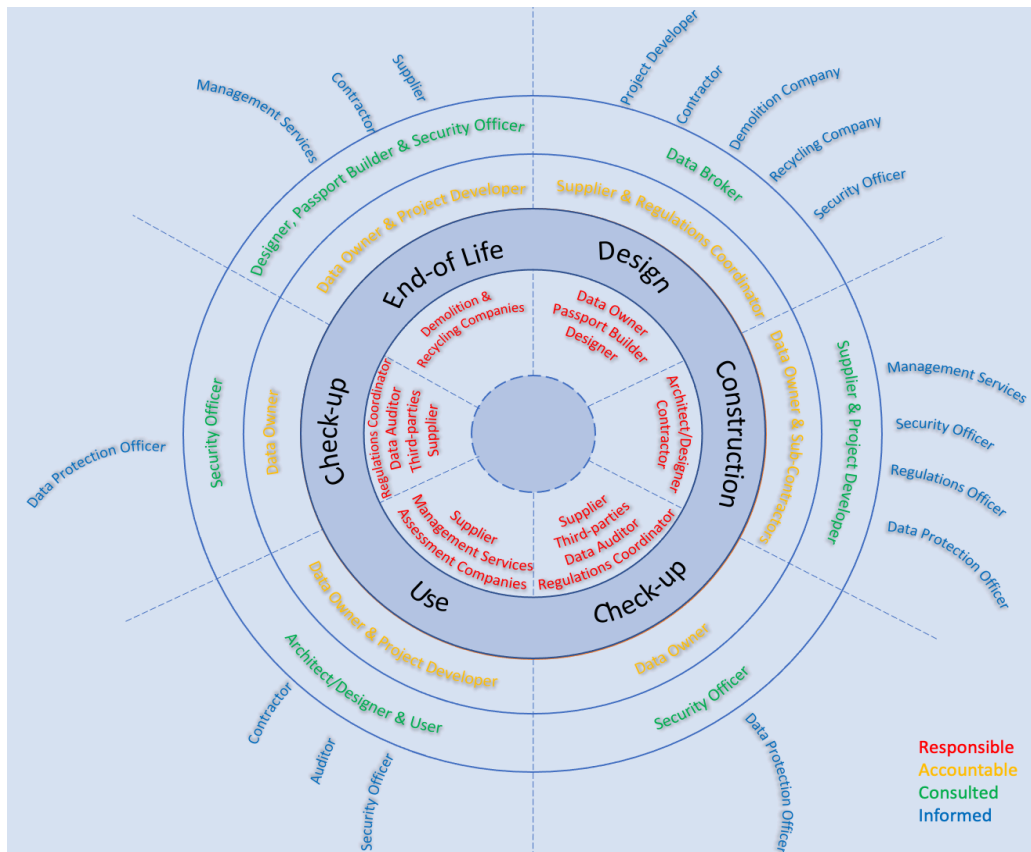 Project Developer
Contractor
Demolition Company
Recycling Company
Security Officer
Data Broker
Supplier & Regulations Coordinator
Design
Data Owner
Passport Builder
Designer
Management Services
Security Officer
Regulations Officer
Data Protection Officer
Supplier & Project Developer
Data Owner & Sub-Contractors
Construction
Architect/Designer
Contractor
Data Protection Officer
Security Officer
Data Owner
Check-up
Supplier
Third-parties
Data Auditor
Regulations Coordinator
Contractor
Auditor
Security Officer
Architect/Designer & User
Data Owner & Project Developer
Use
Supplier
Management Services
Assessment Companies
Data Protection Officer
Security Officer
Data Owner
Check-up
Regulations Coordinator
Data Auditor
Third-parties
Supplier
Management Services
Contractor
Supplier
Designer, Passport Builder & Security Officer
Data Owner & Project Developer
End-of Life
Demolition &
Recycling Companies
Responsible
Accountable
Consulted
Informed